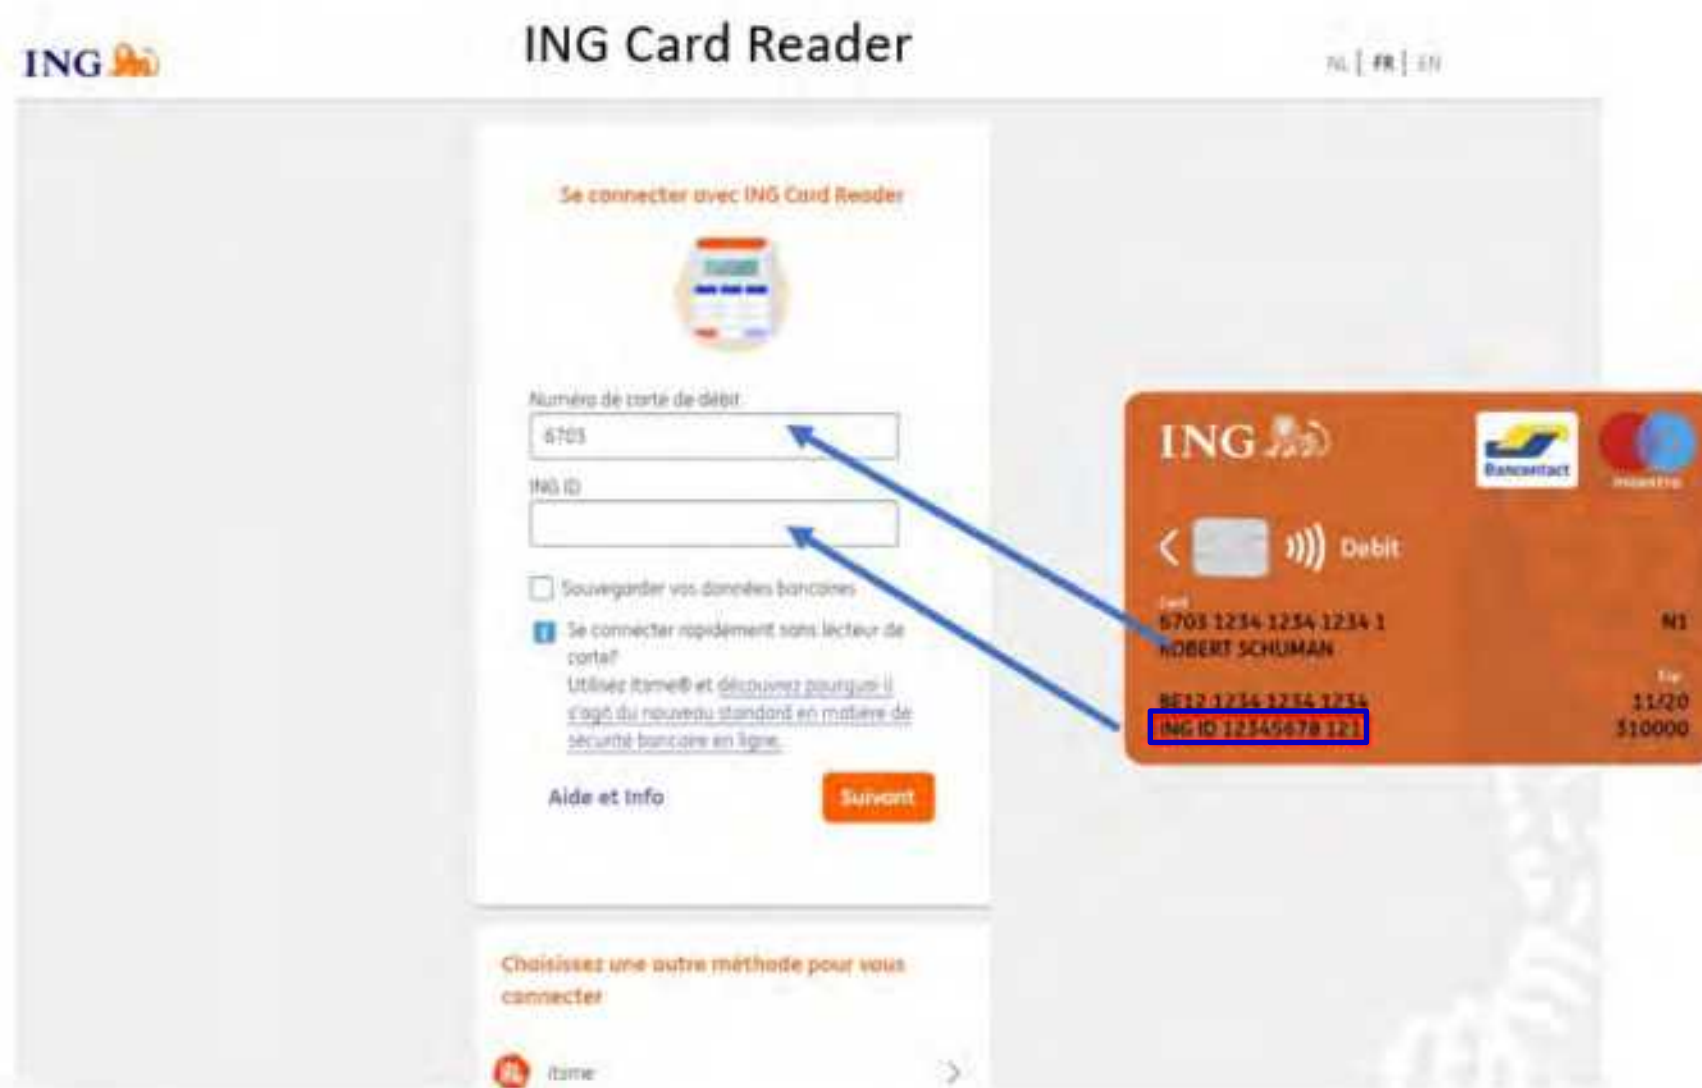 ING
ING Card Reader
NL | FR | EN
Se connecter avec ING Card Reader
Numéro de carte de débit
6703
ING ID
Sauvegarder vos données bancaires
Se connecter rapidement sans lecteur de
carte?
Utilisez itsme® et découvrez pourquoi il
s'agit du nouveau standard en matière de
sécurité bancaire en ligne.
Aide et Info
Suivant
Choisissez une autre méthode pour vous
connecter
itsme
ING
Bancontact
maestro
Debit
Card
6703 1234 1234 1234 1
N1
ROBERT SCHUMAN
BE12 1234 1234 1234
11/20
ING ID 12345678 121
310000